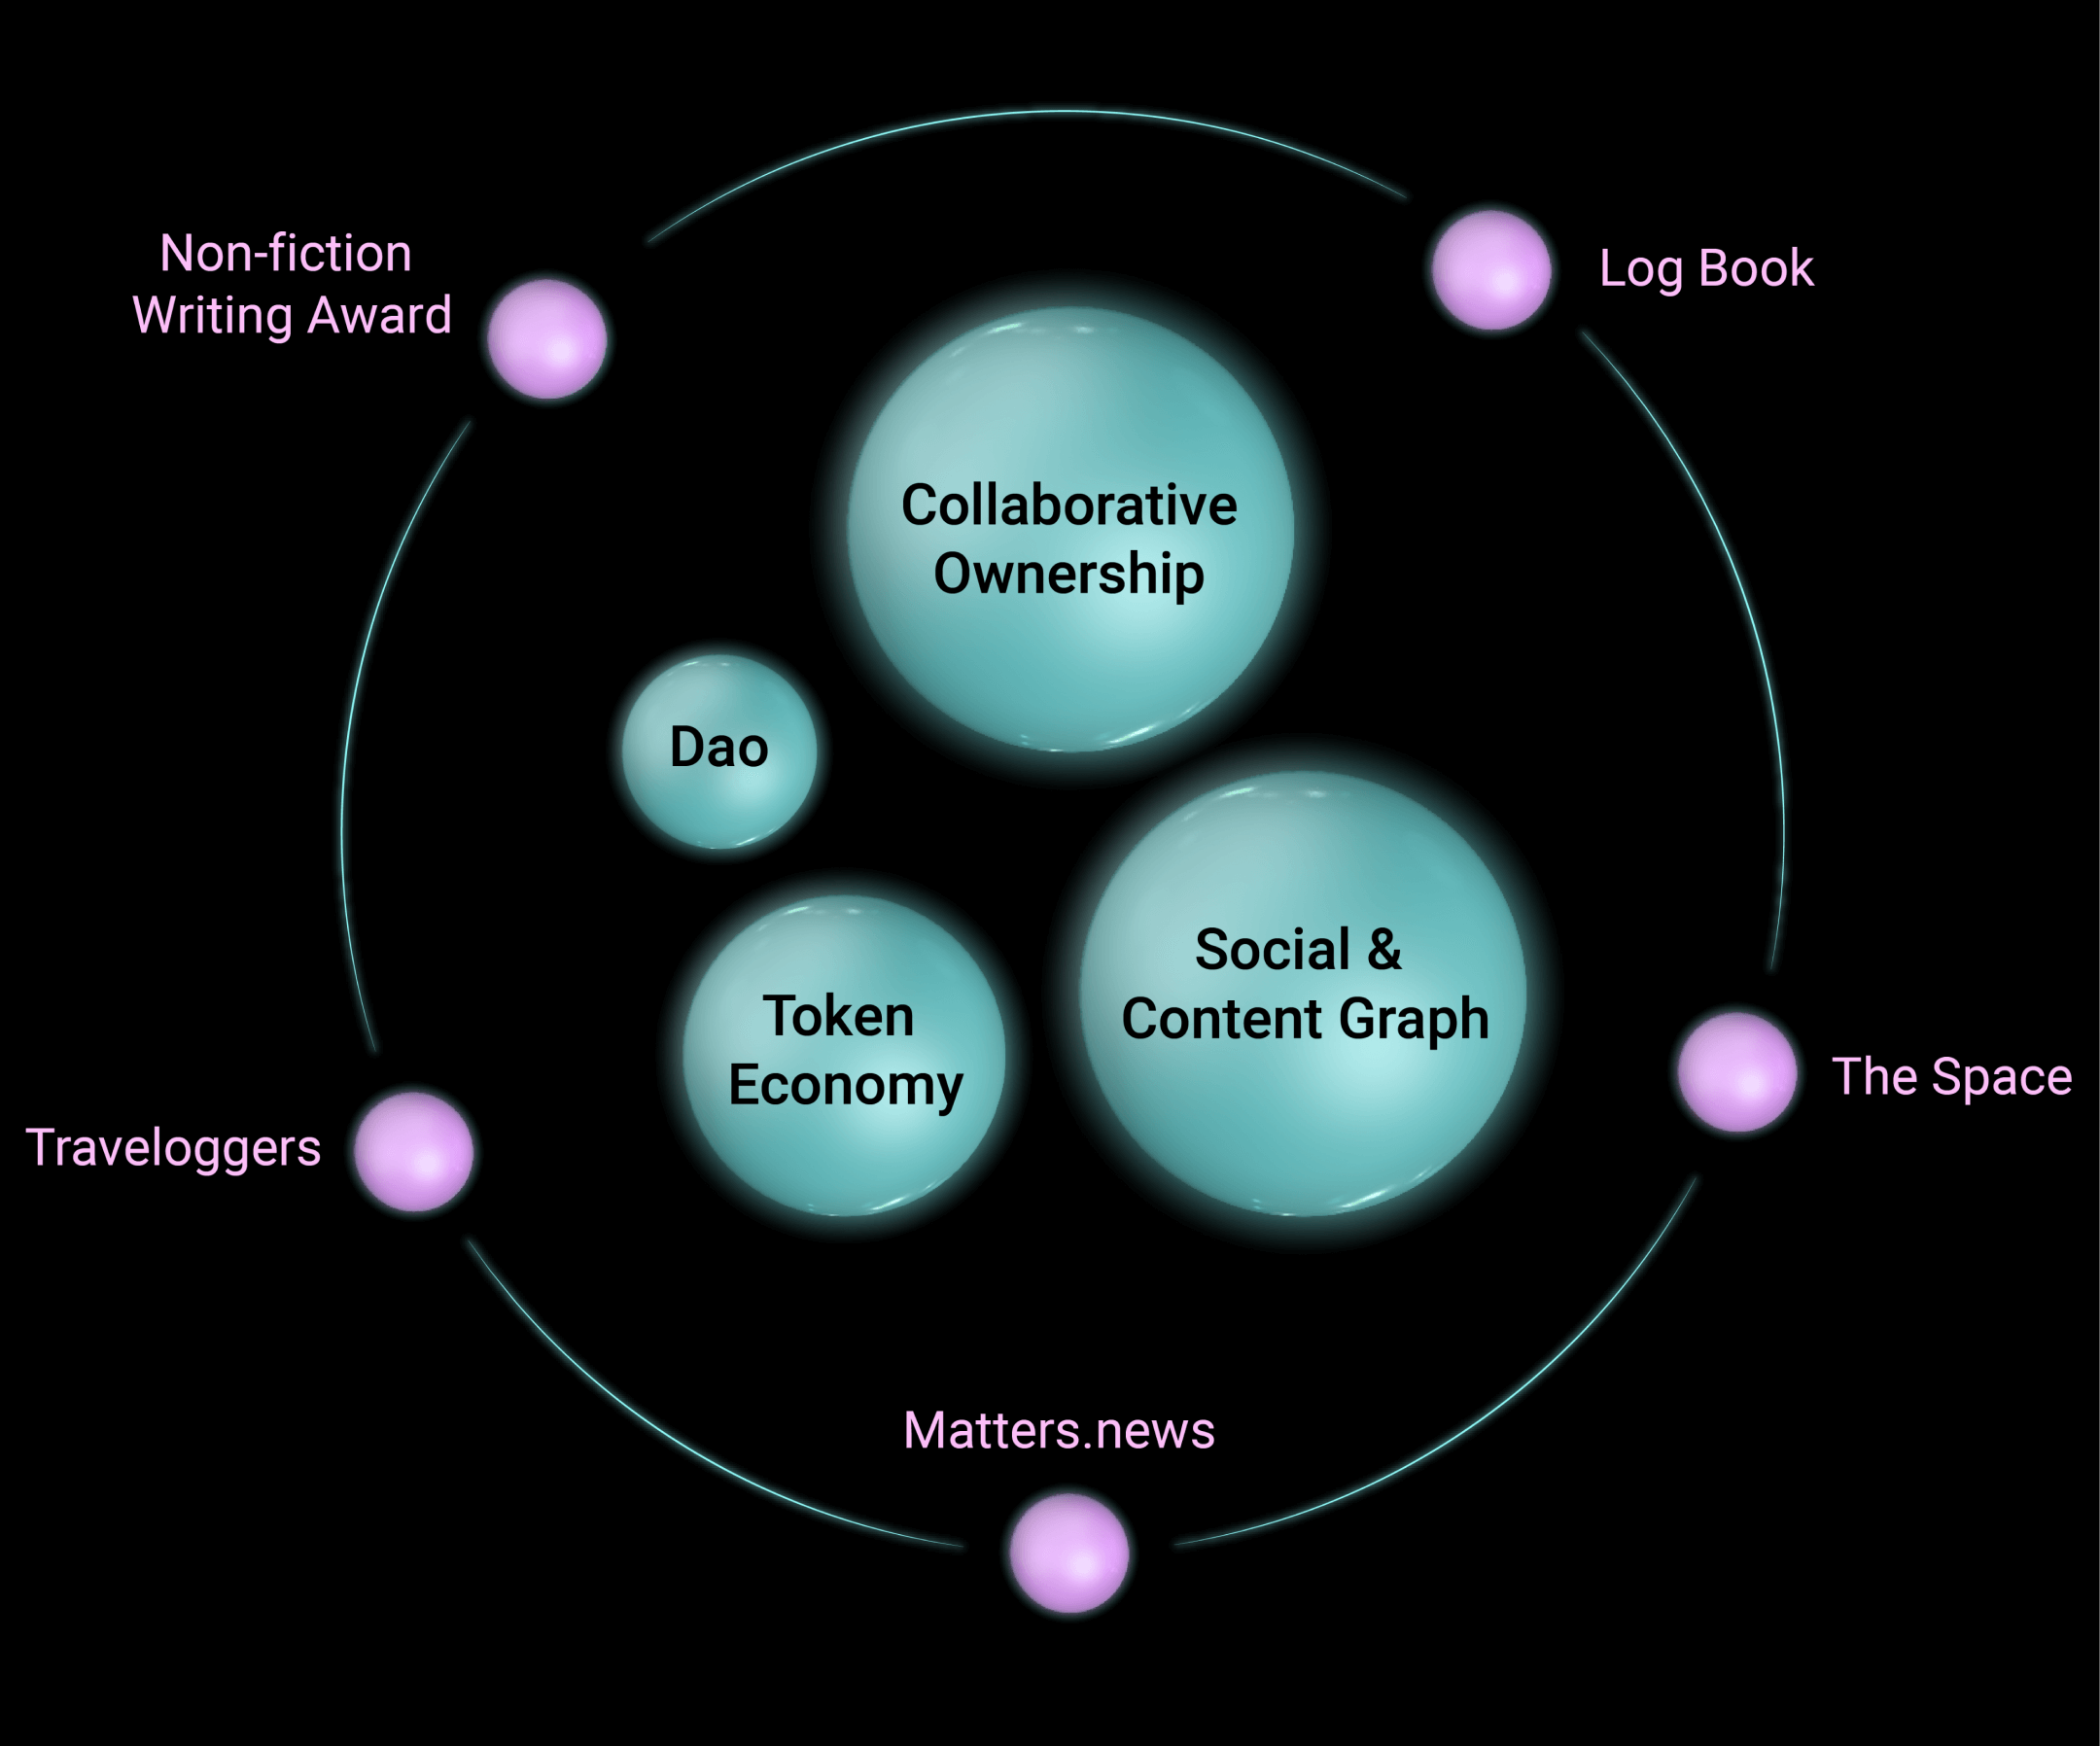 Non-fiction
Writing Award
Log Book
Collaborative
Ownership
Dao
Social &
Content Graph
Token
Economy
The Space
Traveloggers
Matters.news